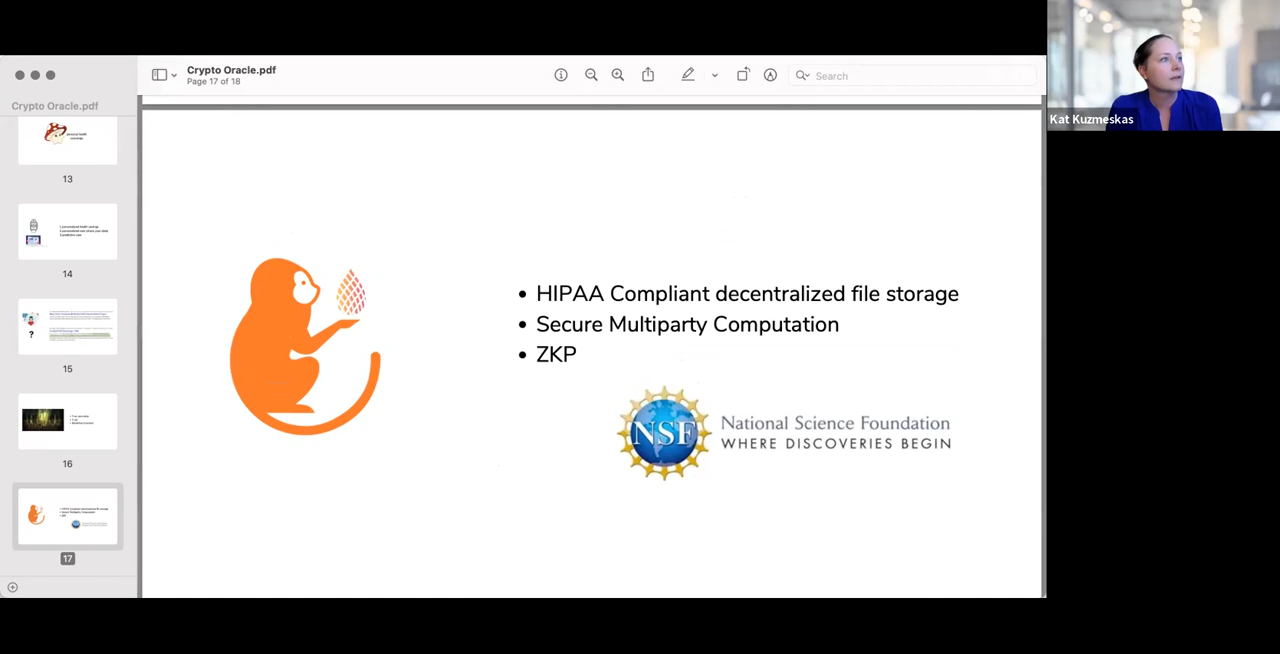 Crypto Oracle.pdf
Page 17 of 18
Search
Kat Kuzmeskas
Crypto Oracle.pdf
13
14
?
15
16
17
• HIPAA Compliant decentralized file storage
• Secure Multiparty Computation
• ZKP
NSF
National Science Foundation
WHERE DISCOVERIES BEGIN